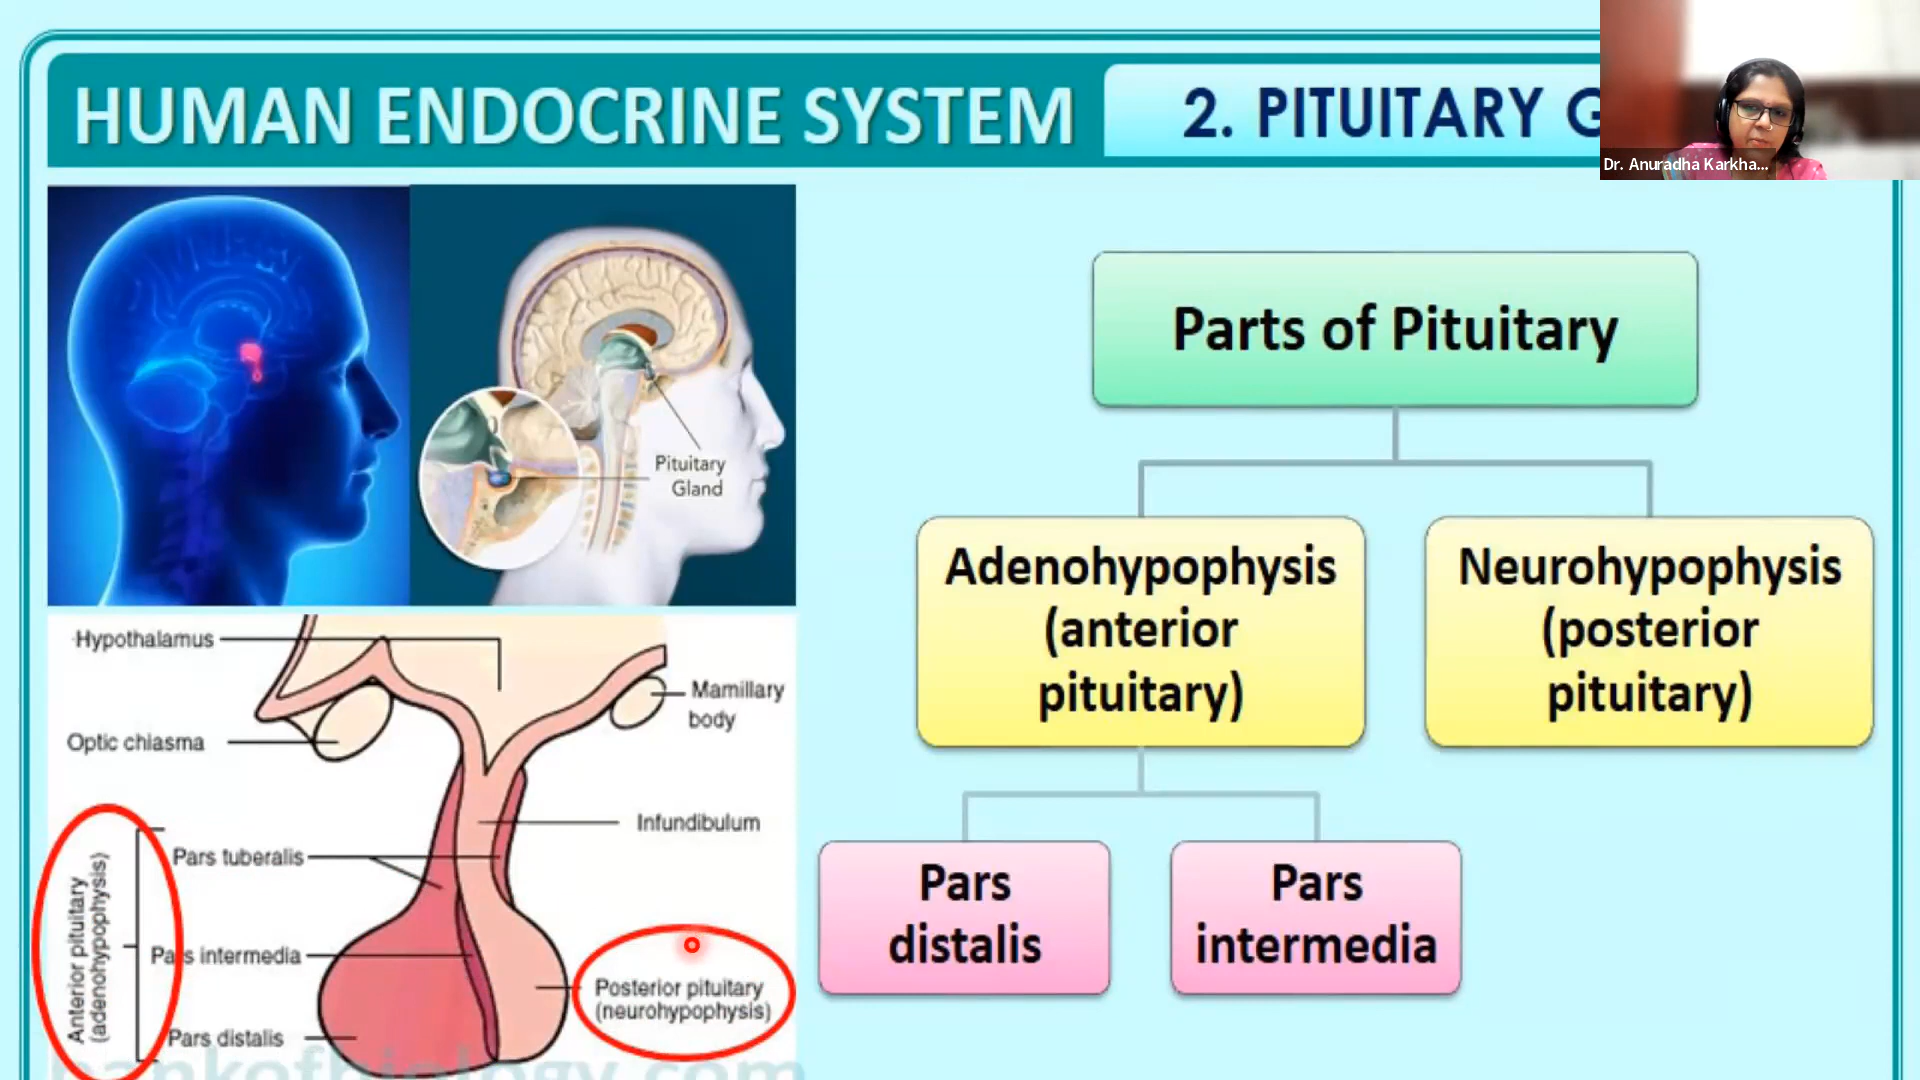 HUMAN ENDOCRINE SYSTEM
2. PITUITARY G
Dr. Anuradha Karkha...
Pituitary
Gland
Parts of Pituitary
Adenohypophysis
(anterior
pituitary)
Neurohypophysis
(posterior
pituitary)
Pars
distalis
Pars
intermedia
Hypothalamus
Mamillary
body
Optic chiasma
Infundibulum
Pars tuberalis
Anterior pituitary
(adenohypophysis)
Pars intermedia
Posterior pituitary
(neurohypophysis)
Pars distalis
bankofbiology.com